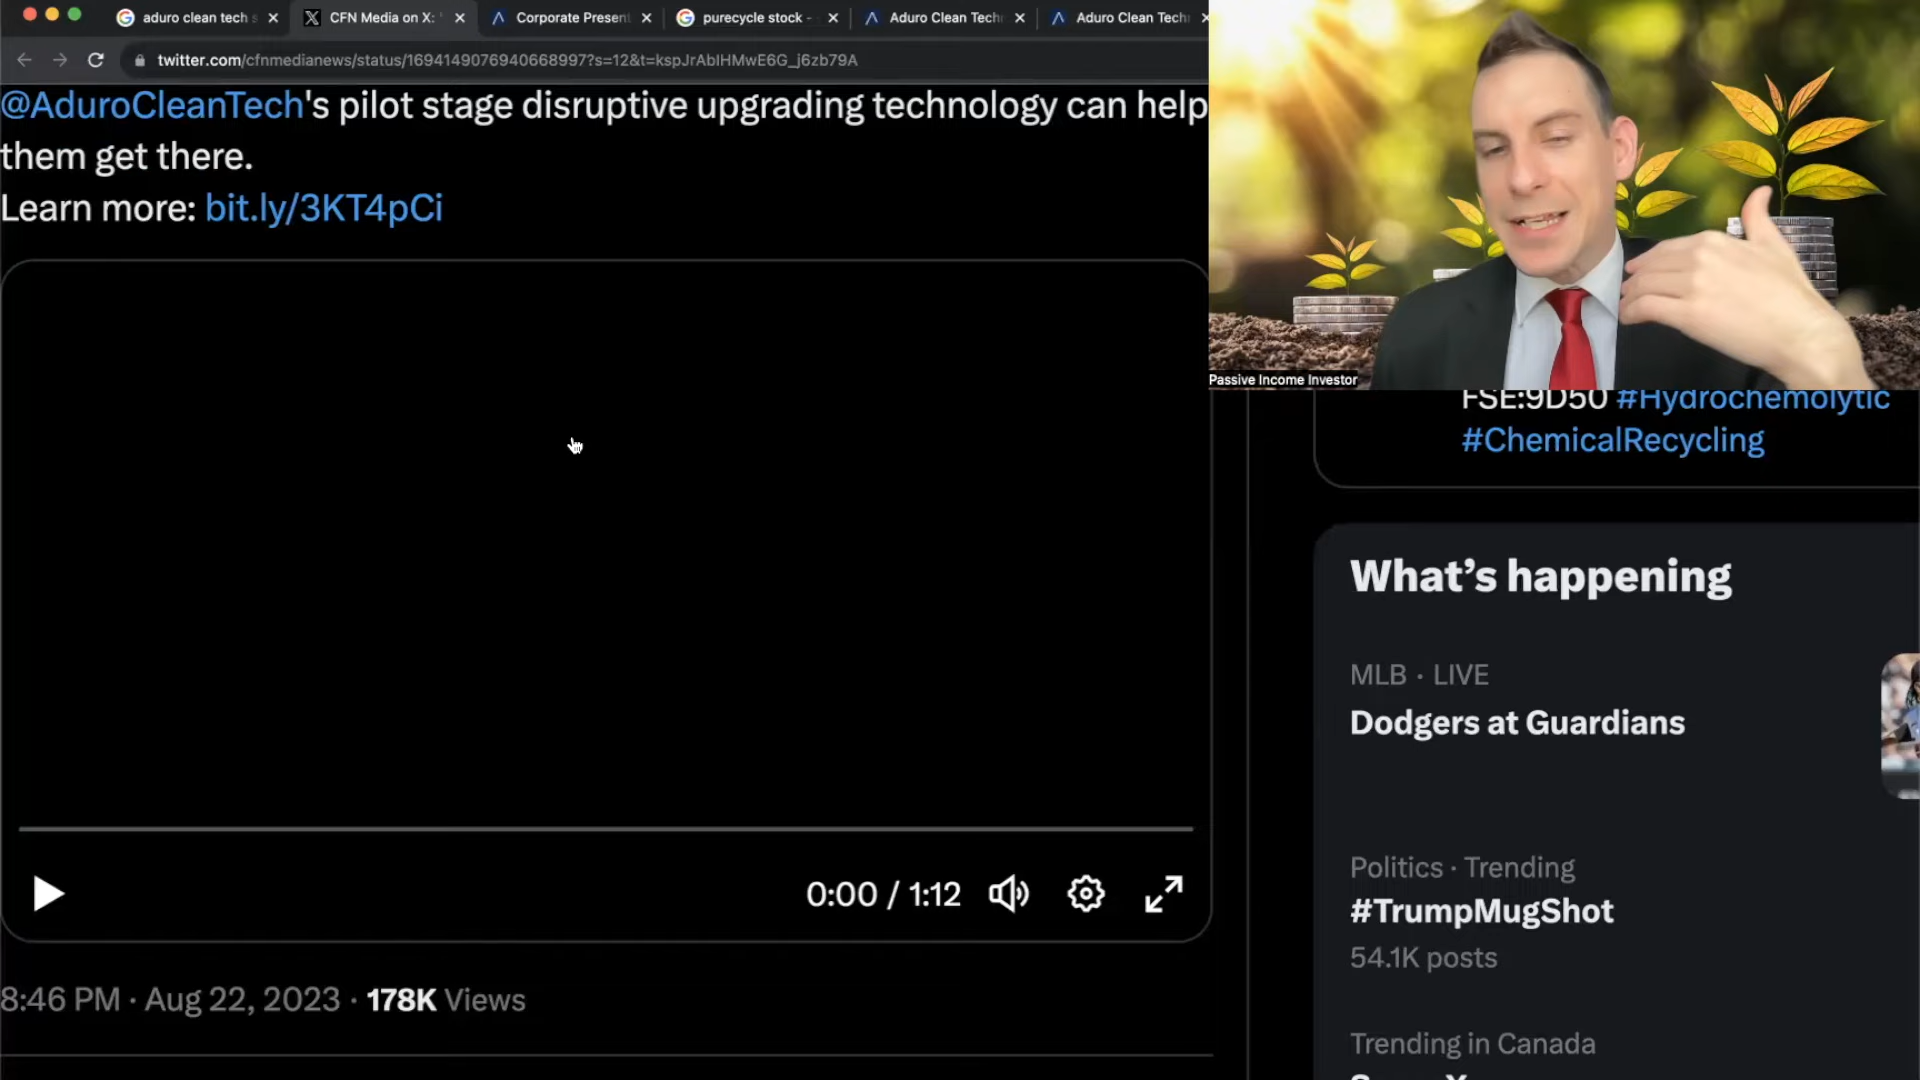 aduro clean tech s
CFN Media on X: '
Corporate Present
purecycle stock -
Aduro Clean Tech
Aduro Clean Tech
twitter.com/cfnmedianews/status/1694149076940668997?s=12&t=kspJrAbIHMwE6G_j6zb79A
@AduroCleanTech's pilot stage disruptive upgrading technology can help
them get there.
Learn more: bit.ly/3KT4pCi
Passive Income Investor
FSE:9D50 #Hydrochemolytic
#ChemicalRecycling
What's happening
MLB · LIVE
Dodgers at Guardians
Politics · Trending
#TrumpMugShot
54.1K posts
Trending in Canada
0:00 / 1:12
8:46 PM · Aug 22, 2023 · 178K Views